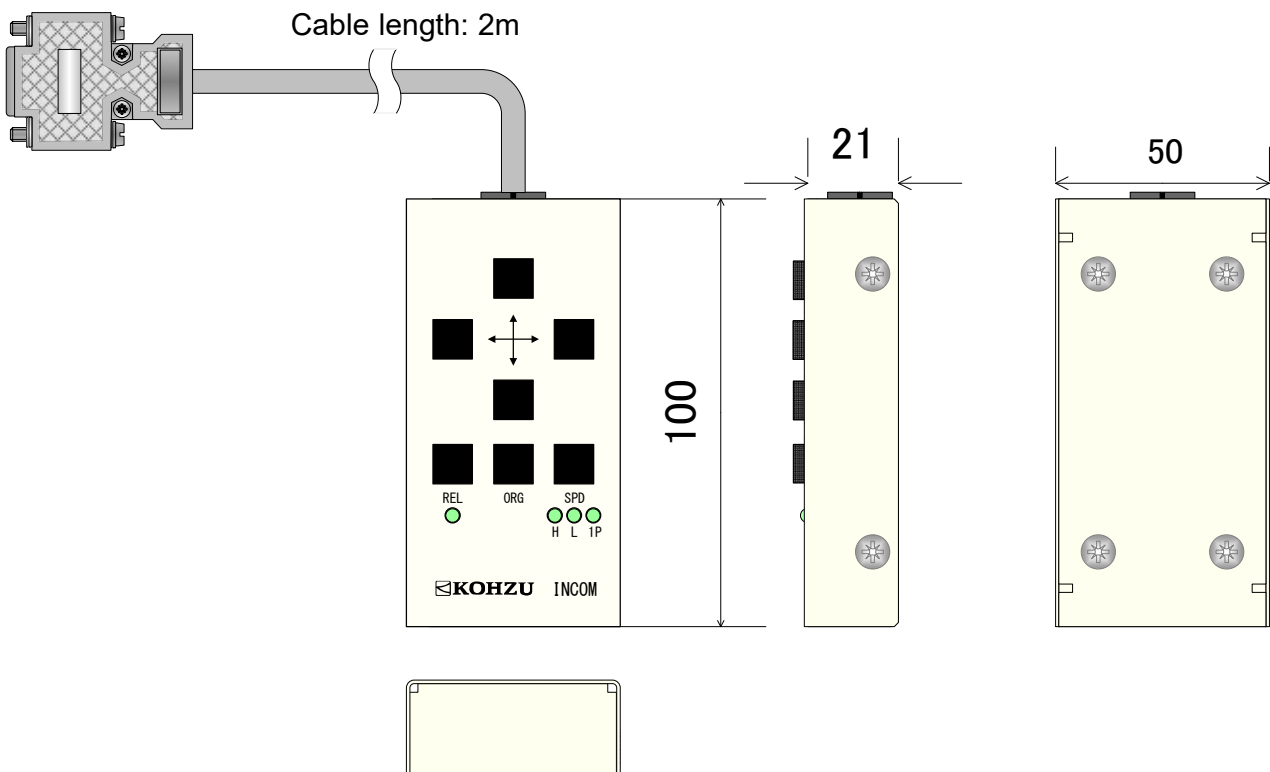 Cable length: 2m
21
50
100
REL ORG SPD
H L 1P
KOHZU INCOM